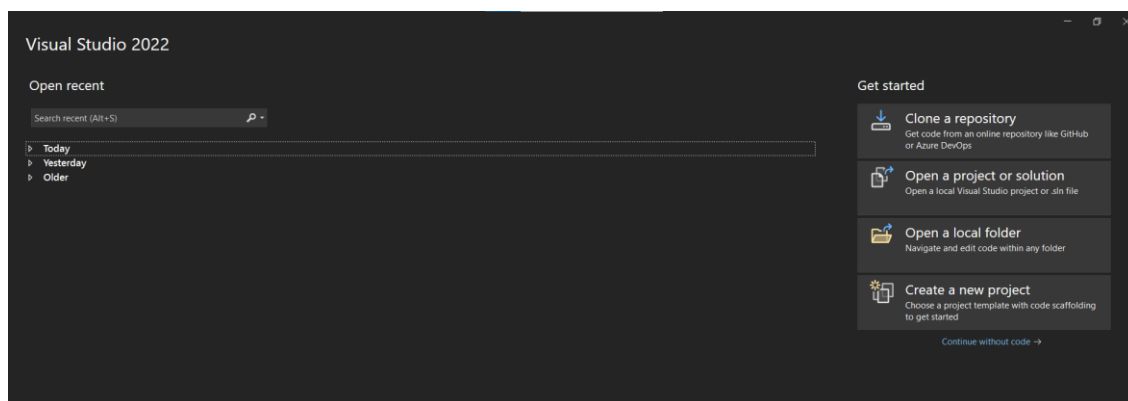 Visual Studio 2022
Open recent
Search recent (Alt+S)
Today
Yesterday
Older
Get started
Clone a repository
Get code from an online repository like GitHub
or Azure DevOps
Open a project or solution
Open a local Visual Studio project or .sln file
Open a local folder
Navigate and edit code within any folder
Create a new project
Choose a project template with code scaffolding
to get started
Continue without code →